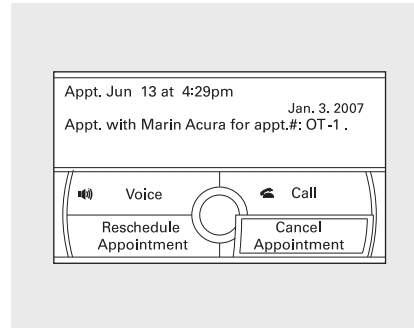 Appt. Jun 13 at 4:29pm
Jan. 3. 2007
Appt. with Marin Acura for appt.#: OT-1 .
Voice
Call
Reschedule
Appointment
Cancel
Appointment